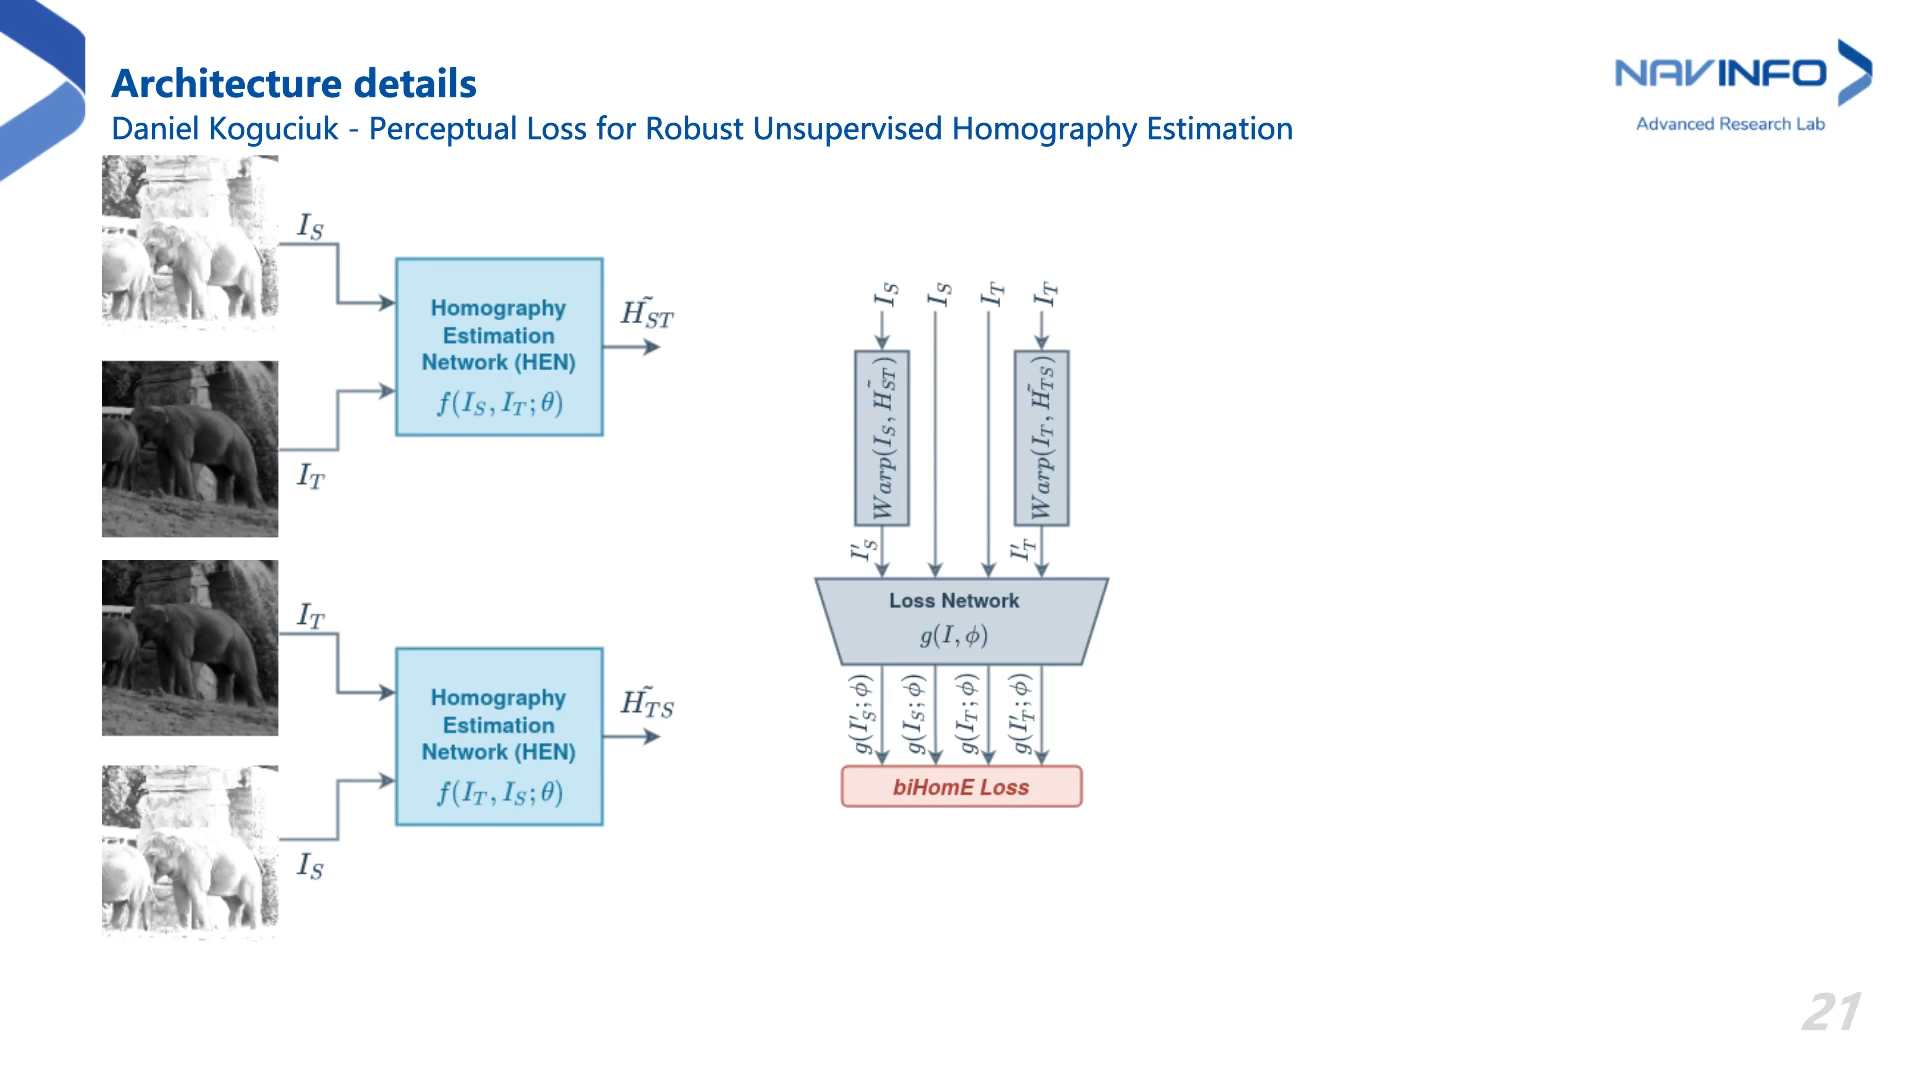 Architecture details
Daniel Koguciuk - Perceptual Loss for Robust Unsupervised Homography Estimation
NAVINFO
Advanced Research Lab
I_S
Homography
Estimation
Network (HEN)
f(I_S, I_T; θ)
H̃_ST
I_T
I_T
Homography
Estimation
Network (HEN)
f(I_T, I_S; θ)
H̃_TS
I_S
I_S
I_S
I_T
I_T
Warp(I_S, H̃_ST)
Warp(I_T, H̃_TS)
I'_S
I'_T
Loss Network
g(I, ϕ)
g(I'_S; ϕ)
g(I_S; ϕ)
g(I_T; ϕ)
g(I'_T; ϕ)
biHomE Loss
21